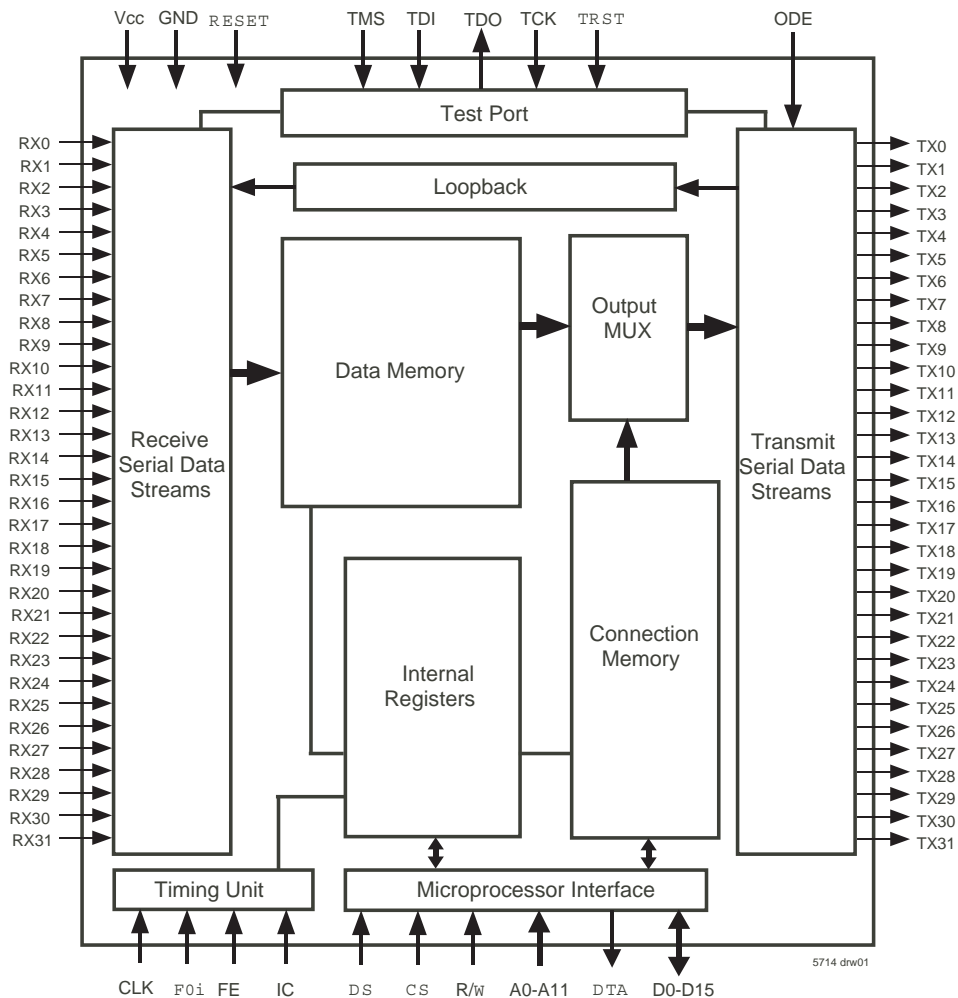 Vcc GND RESET TMS TDI TDO TCK TRST ODE
Test Port
Loopback
RX0
RX1
RX2
RX3
RX4
RX5
RX6
RX7
RX8
RX9
RX10
RX11
RX12
RX13
RX14
RX15
RX16
RX17
RX18
RX19
RX20
RX21
RX22
RX23
RX24
RX25
RX26
RX27
RX28
RX29
RX30
RX31
Receive
Serial Data
Streams
Data Memory
Output
MUX
Internal
Registers
Connection
Memory
Transmit
Serial Data
Streams
TX0
TX1
TX2
TX3
TX4
TX5
TX6
TX7
TX8
TX9
TX10
TX11
TX12
TX13
TX14
TX15
TX16
TX17
TX18
TX19
TX20
TX21
TX22
TX23
TX24
TX25
TX26
TX27
TX28
TX29
TX30
TX31
Timing Unit
Microprocessor Interface
CLK F0i FE IC DS CS R/W A0-A11 DTA D0-D15
5714 drw01